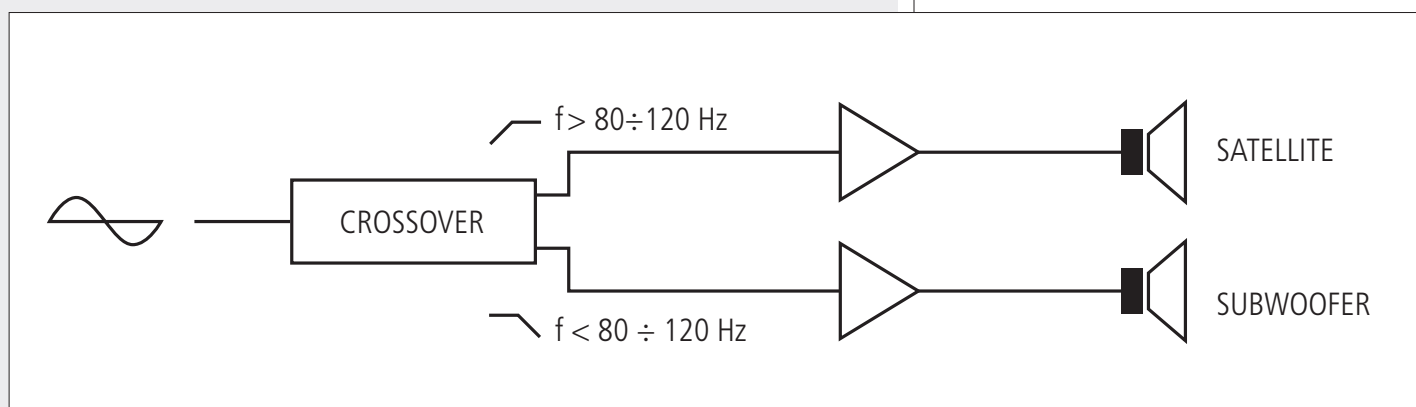 f> 80÷120 Hz
SATELLITE
CROSSOVER
SUBWOOFER
f < 80 ÷ 120 Hz